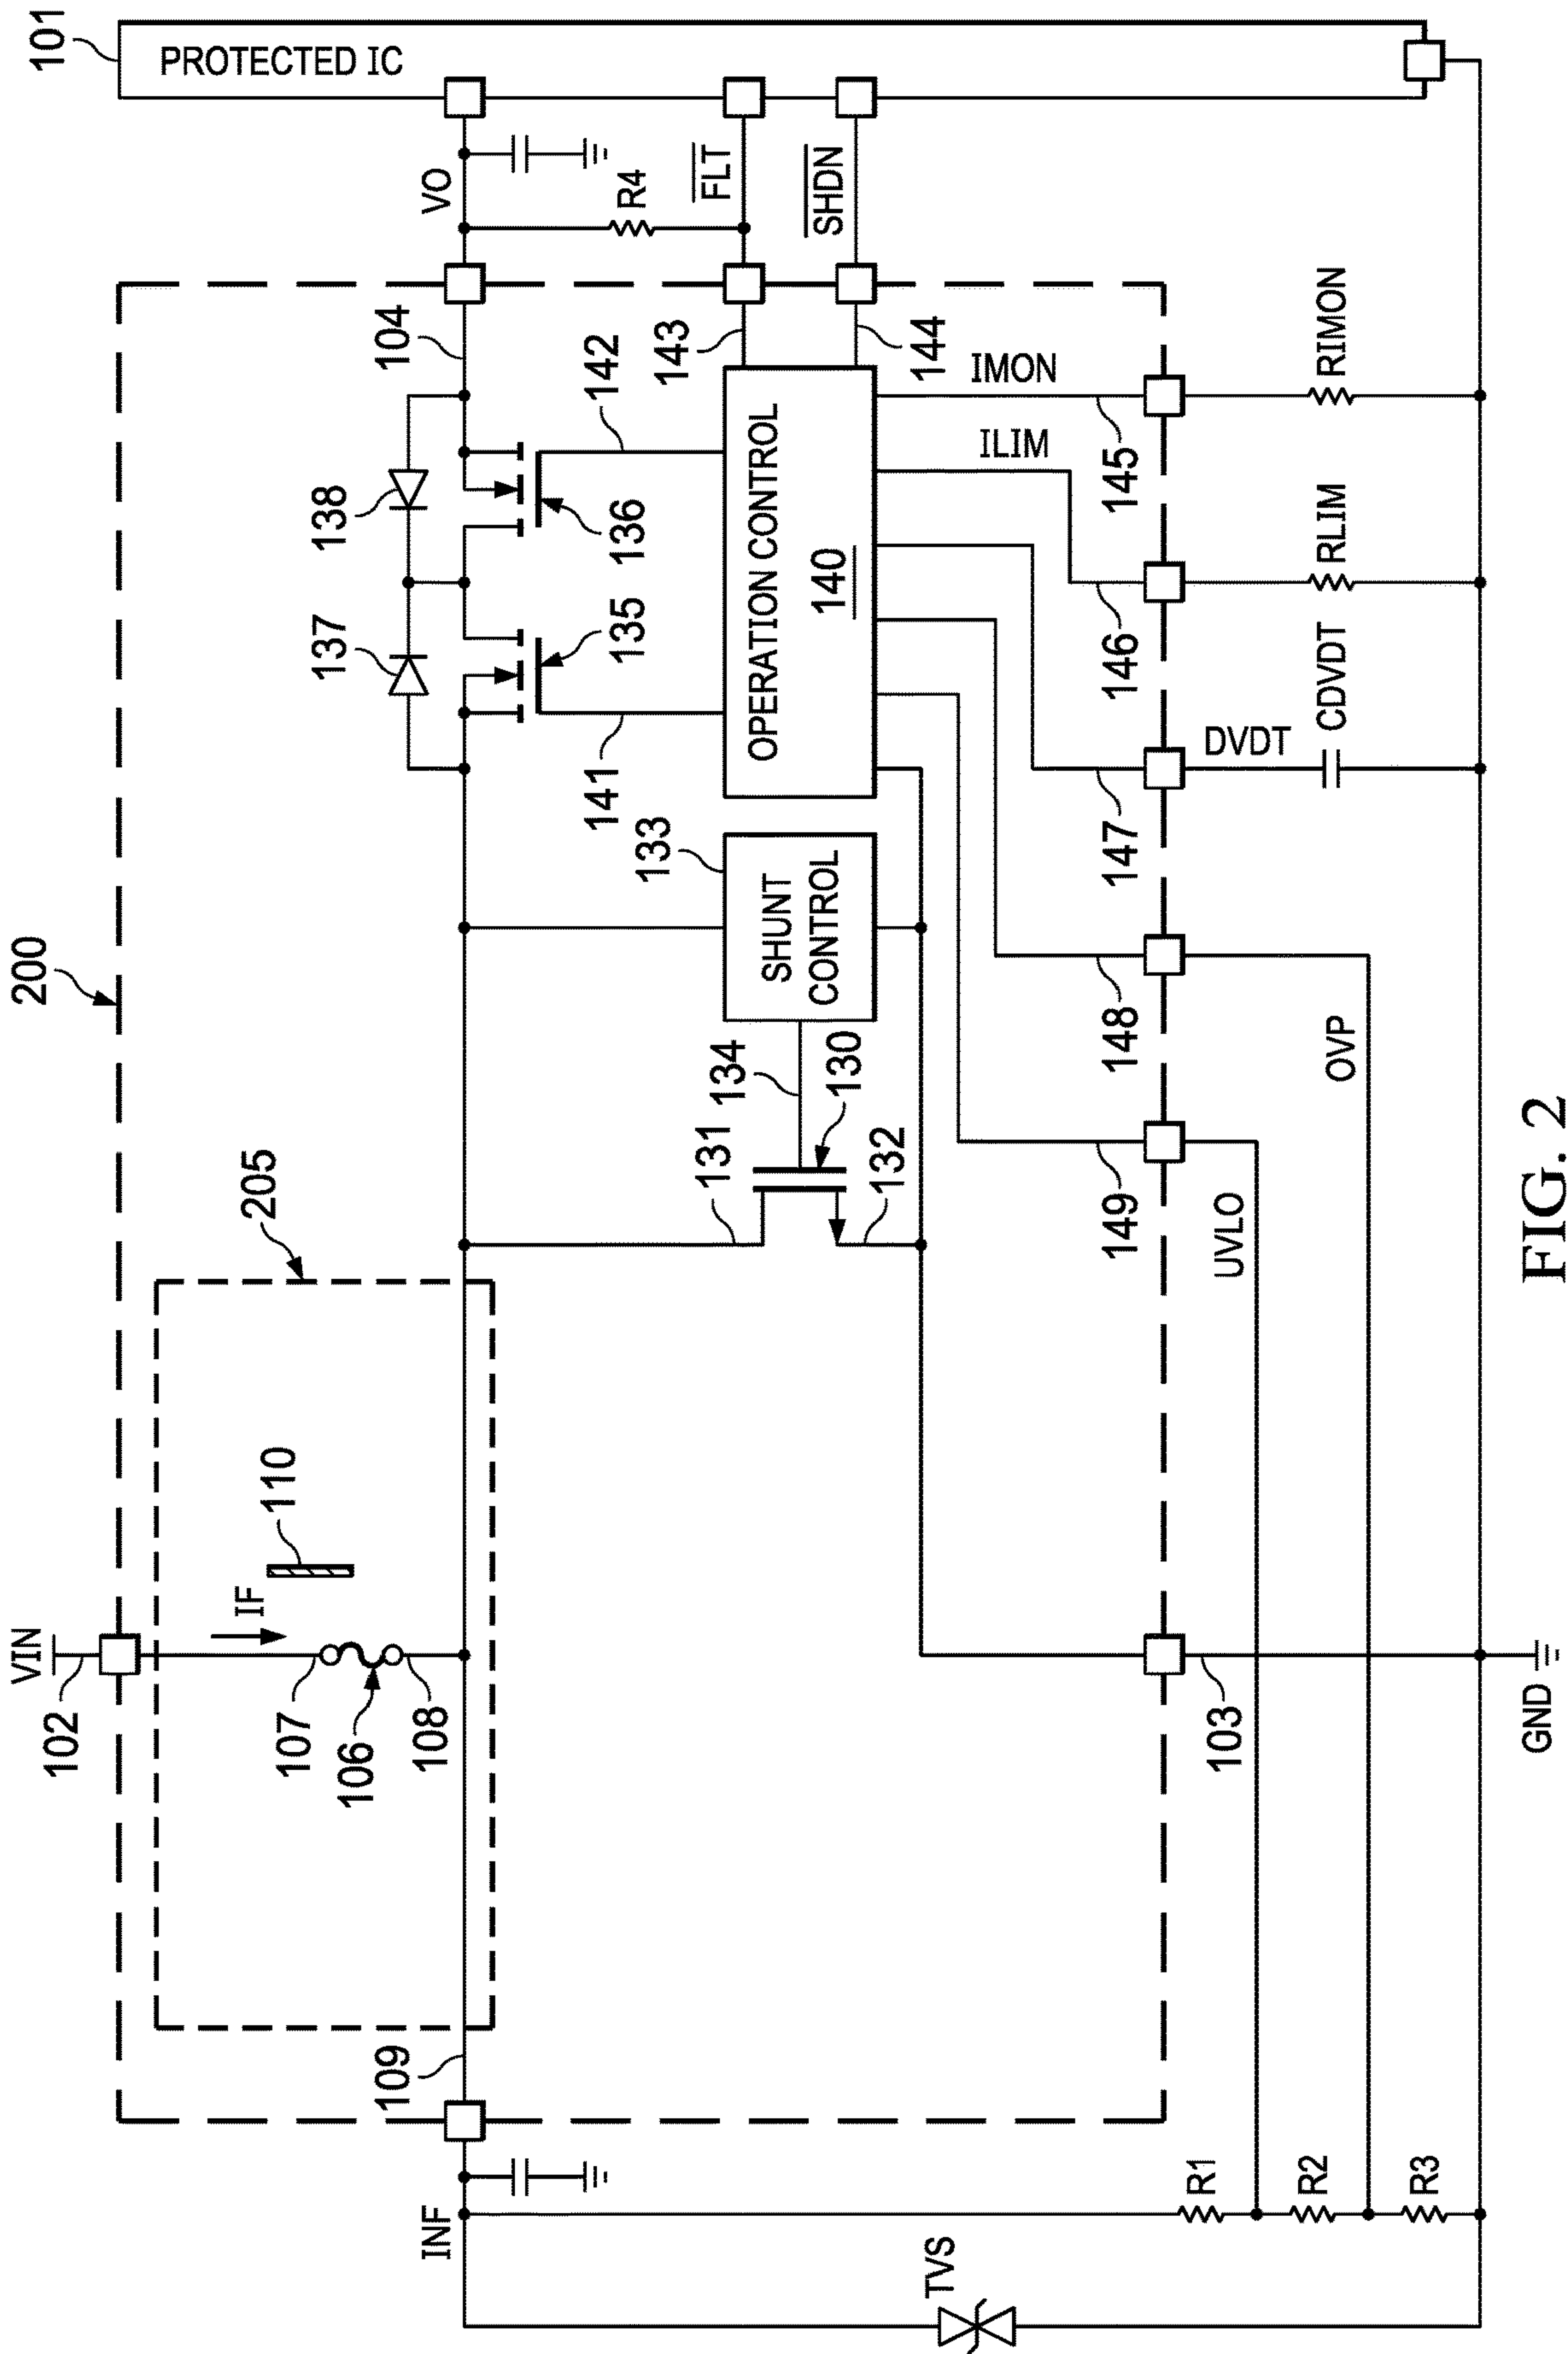 200
101
PROTECTED IC
VIN
102
205
107
IF
110
106
108
137
138
104
VO
109
INF
135
136
R4
141
142
143
FLT
131
134
133
SHUNT
CONTROL
OPERATION CONTROL
140
144
SHDN
130
132
ILIM
IMON
TVS
149
148
147
146
145
103
UVLO
DVDT
R1
R2
R3
OVP
CDVDT
RLIM
RIMON
GND
FIG. 2